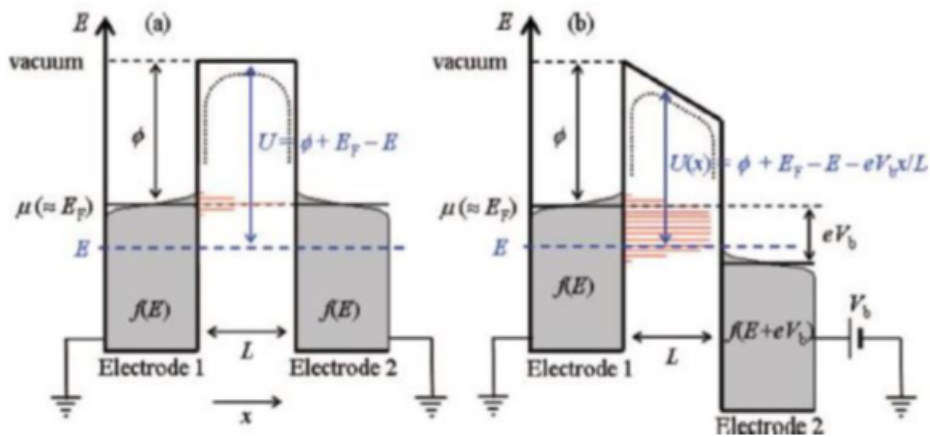 E (a)
vacuum
ϕ
U = ϕ + E_F − E
μ (≈ E_F)
E
f(E) f(E)
L
Electrode 1 Electrode 2
x
E (b)
vacuum
ϕ
U(x) = ϕ + E_F − E − eV_b x/L
μ (≈ E_F)
eV_b
E
f(E)
V_b
f(E+eV_b)
L
Electrode 1
Electrode 2